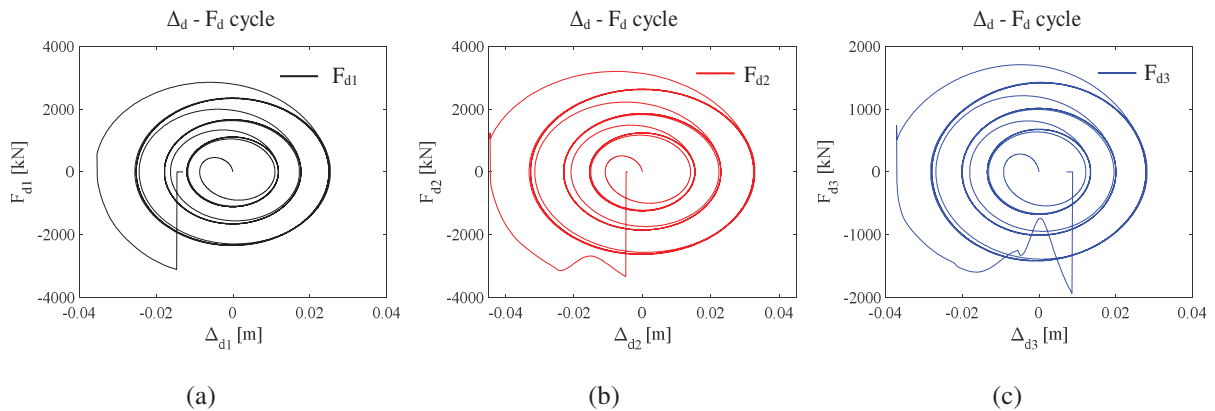 Δd - Fd cycle
4000
2000
0
-2000
-4000
-0.04
-0.02
0
0.02
0.04
Fd1 [kN]
Δd1 [m]
Fd1
(a)
Δd - Fd cycle
4000
2000
0
-2000
-4000
-0.04
-0.02
0
0.02
0.04
Fd2 [kN]
Δd2 [m]
Fd2
(b)
Δd - Fd cycle
2000
1000
0
-1000
-2000
-0.04
-0.02
0
0.02
0.04
Fd3 [kN]
Δd3 [m]
Fd3
(c)